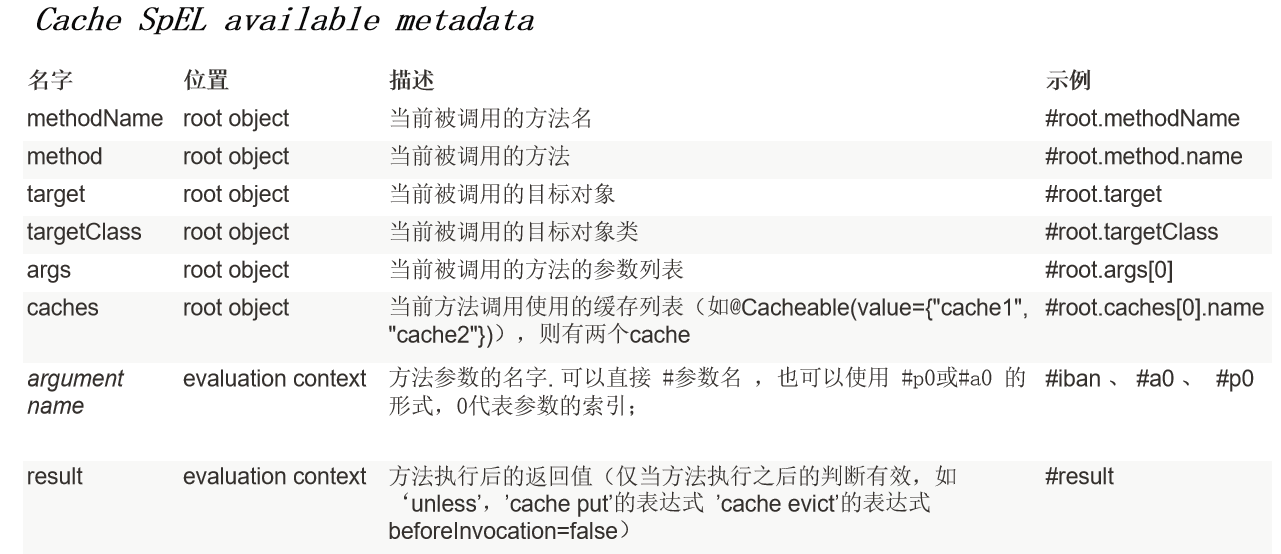 Cache SpEL available metadata
名字 位置 描述 示例
methodName root object 当前被调用的方法名 #root.methodName
method root object 当前被调用的方法 #root.method.name
target root object 当前被调用的目标对象 #root.target
targetClass root object 当前被调用的目标对象类 #root.targetClass
args root object 当前被调用的方法的参数列表 #root.args[0]
caches root object 当前方法调用使用的缓存列表（如@Cacheable(value={"cache1", #root.caches[0].name
"cache2"})），则有两个cache
argument evaluation context 方法参数的名字. 可以直接 #参数名 ，也可以使用 #p0或#a0 的 #iban 、 #a0 、 #p0
name 形式，0代表参数的索引；
result evaluation context 方法执行后的返回值（仅当方法执行之后的判断有效，如 #result
‘unless’，’cache put’的表达式 ’cache evict’的表达式
beforeInvocation=false）